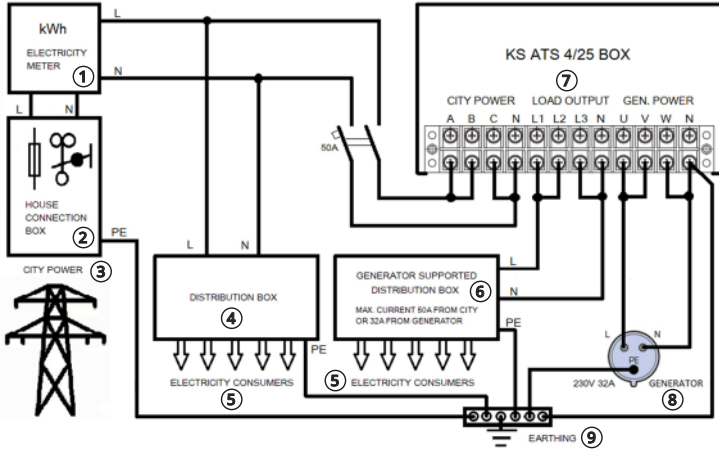 L
kWh
ELECTRICITY
METER
①
N
L N
KS ATS 4/25 BOX
⑦
CITY POWER LOAD OUTPUT GEN. POWER
A B C N L1 L2 L3 N U V W N
50A
HOUSE
CONNECTION
BOX
②
PE
CITY POWER ③
L N
DISTRIBUTION BOX
④
PE
ELECTRICITY CONSUMERS
⑤
GENERATOR SUPPORTED
DISTRIBUTION BOX
⑥
MAX. CURRENT 50A FROM CITY
OR 32A FROM GENERATOR
L
N
PE
⑤ ELECTRICITY CONSUMERS
L N
PE
230V 32A
GENERATOR
⑧
EARTHING ⑨